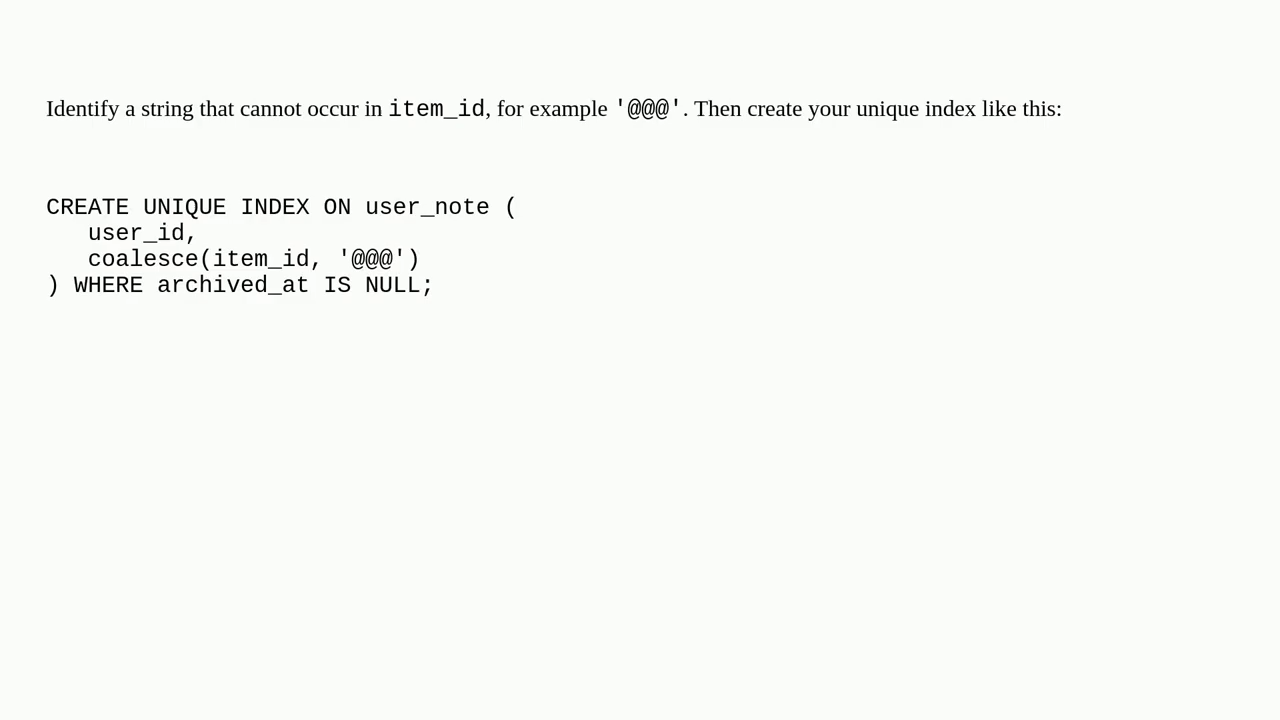 Identify a string that cannot occur in item_id, for example '@@@'. Then create your unique index like this:
CREATE UNIQUE INDEX ON user_note (
   user_id,
   coalesce(item_id, '@@@')
) WHERE archived_at IS NULL;